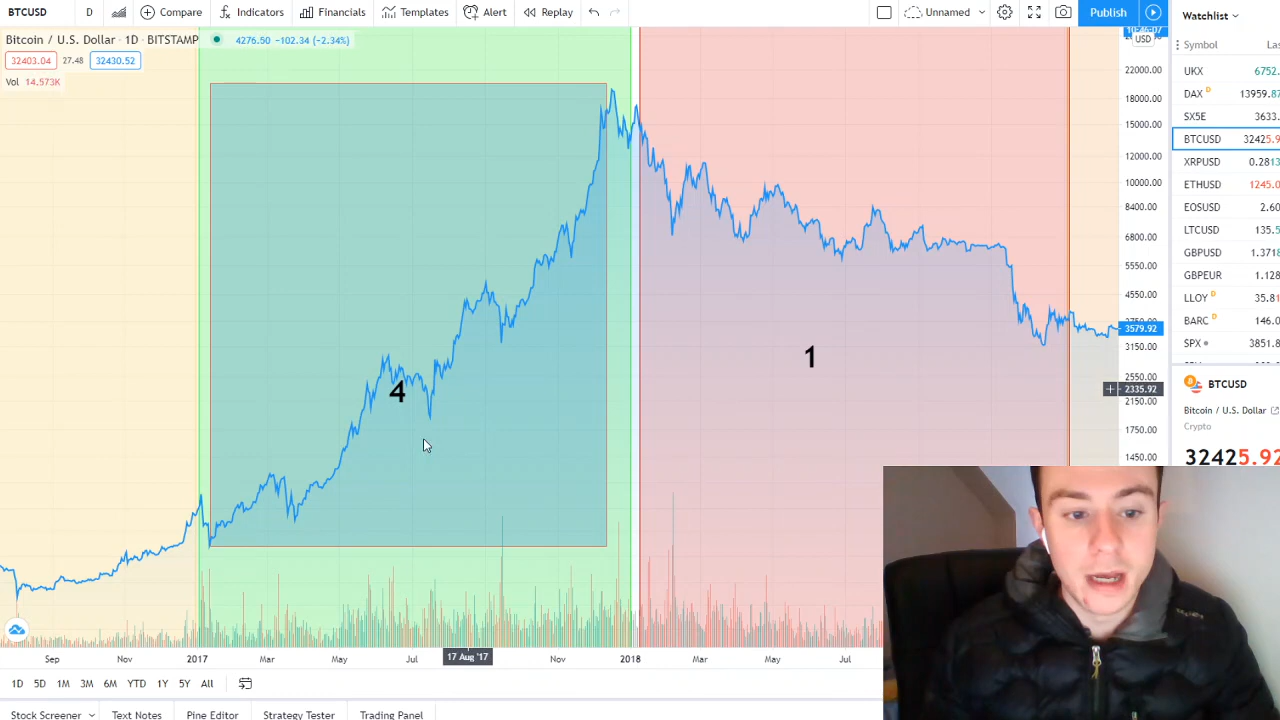 BTCUSD D Compare Indicators Financials Templates Alert Replay Unnamed Publish Watchlist
Bitcoin / U.S. Dollar · 1D · BITSTAMP 4276.50 −102.34 (−2.34%)
USD
Symbol Las
32403.04 27.48 32430.52
Vol 14.573K
22000.00
UKX 6752.
DAX D 13959.87
18000.00
SX5E 3633.
15000.00
BTCUSD 32425.9
12000.00
XRPUSD 0.2813
10000.00
ETHUSD 1245.0
8400.00
EOSUSD 2.60
6800.00
LTCUSD 135.5
GBPUSD 1.3718
5550.00
GBPEUR 1.128
4550.00
LLOY D 35.81
BARC D 146.0
3579.92
SPX 3851.8
3150.00
1
2550.00
BTCUSD
4
2335.92
2150.00
Bitcoin / U.S. Dollar
1750.00
Crypto
1450.00
32425.92
Sep Nov 2017 Mar May Jul 17 Aug '17 Nov 2018 Mar May Jul
1D 5D 1M 3M 6M YTD 1Y 5Y All
Stock Screener Text Notes Pine Editor Strategy Tester Trading Panel